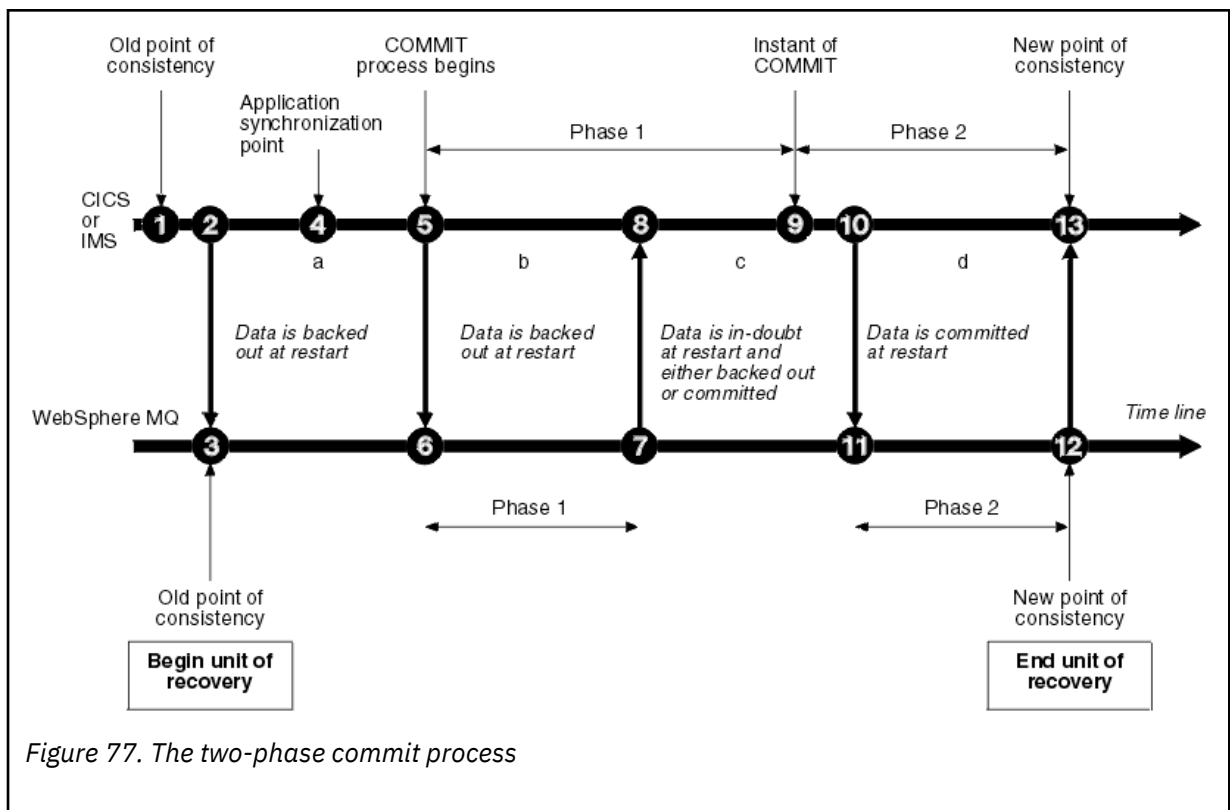 Old point of
consistency
COMMIT
process begins
Instant of
COMMIT
New point of
consistency
Application
synchronization
point
Phase 1
Phase 2
CICS
or
IMS
1
2
4
5
8
9
10
13
a
b
c
d
Data is backed
out at restart
Data is backed
out at restart
Data is in-doubt
at restart and
either backed out
or committed
Data is committed
at restart
WebSphere MQ
Time line
3
6
7
11
12
Phase 1
Phase 2
Old point of
consistency
New point of
consistency
Begin unit of
recovery
End unit of
recovery
Figure 77. The two-phase commit process